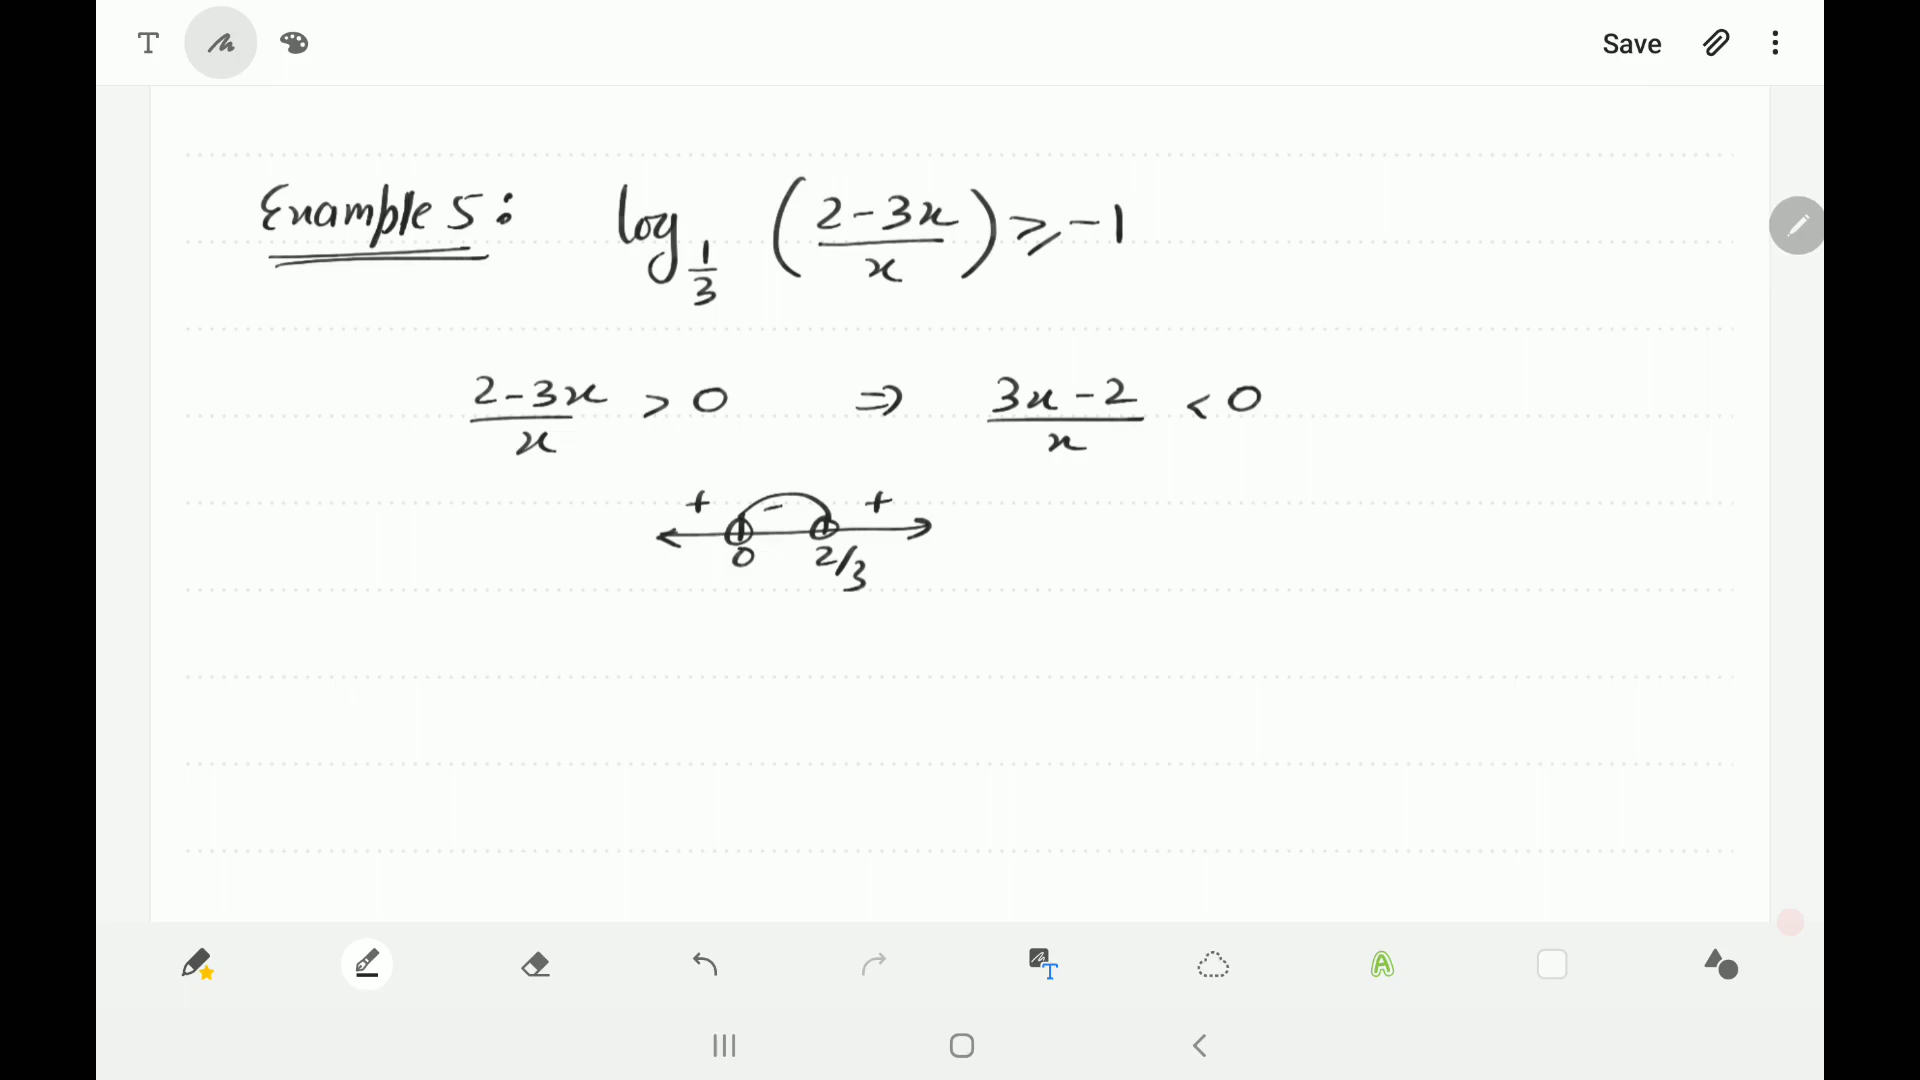 Save
Example 5: log_{1/3} ((2-3x)/x) ≥ -1
(2-3x)/x > 0 ⇒ (3x-2)/x < 0
+ - +
0 2/3